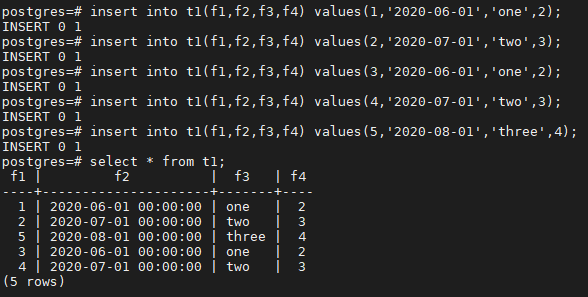 postgres=# insert into t1(f1,f2,f3,f4) values(1,'2020-06-01','one',2);
INSERT 0 1
postgres=# insert into t1(f1,f2,f3,f4) values(2,'2020-07-01','two',3);
INSERT 0 1
postgres=# insert into t1(f1,f2,f3,f4) values(3,'2020-06-01','one',2);
INSERT 0 1
postgres=# insert into t1(f1,f2,f3,f4) values(4,'2020-07-01','two',3);
INSERT 0 1
postgres=# insert into t1(f1,f2,f3,f4) values(5,'2020-08-01','three',4);
INSERT 0 1
postgres=# select * from t1;
 f1 |         f2          |  f3   | f4
----+---------------------+-------+----
  1 | 2020-06-01 00:00:00 | one   |  2
  2 | 2020-07-01 00:00:00 | two   |  3
  5 | 2020-08-01 00:00:00 | three |  4
  3 | 2020-06-01 00:00:00 | one   |  2
  4 | 2020-07-01 00:00:00 | two   |  3
(5 rows)